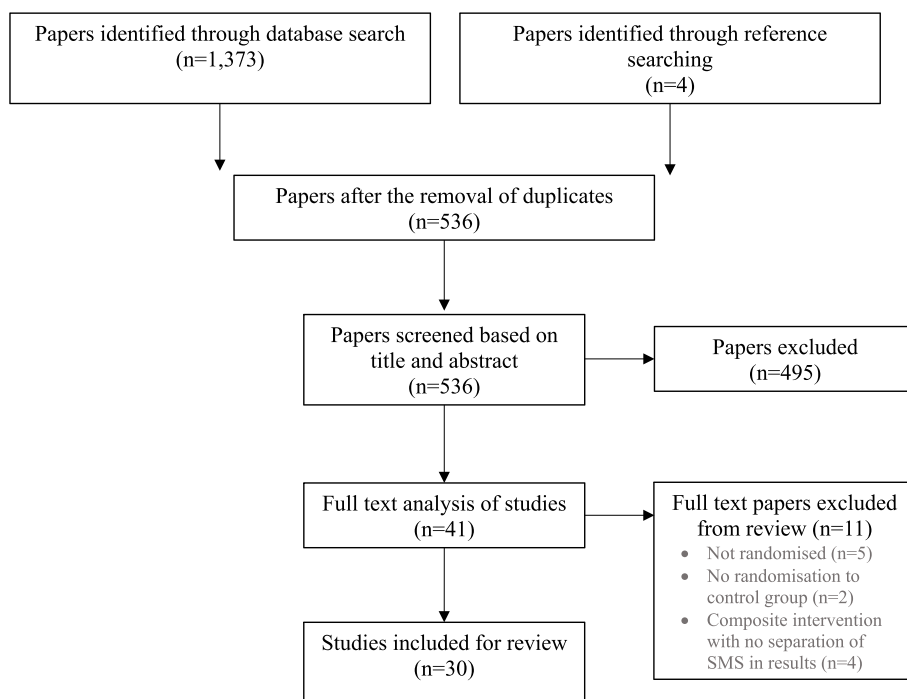 Papers identified through database search
(n=1,373)
Papers identified through reference
searching
(n=4)
Papers after the removal of duplicates
(n=536)
Papers screened based on
title and abstract
(n=536)
Papers excluded
(n=495)
Full text analysis of studies
(n=41)
Full text papers excluded
from review (n=11)
• Not randomised (n=5)
• No randomisation to
control group (n=2)
• Composite intervention
with no separation of
SMS in results (n=4)
Studies included for review
(n=30)